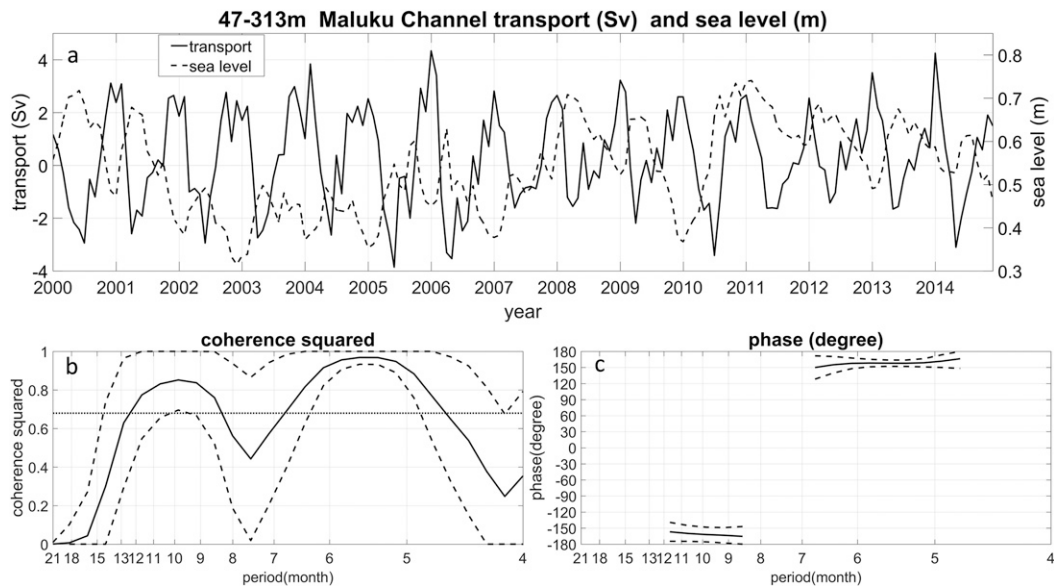 47-313m Maluku Channel transport (Sv) and sea level (m)
a
transport
sea level
transport (Sv)
4
2
0
-2
-4
sea level (m)
0.8
0.7
0.6
0.5
0.4
0.3
2000 2001 2002 2003 2004 2005 2006 2007 2008 2009 2010 2011 2012 2013 2014
year
coherence squared
b
coherence squared
1
0.8
0.6
0.4
0.2
0
21 18 15 13 12 11 10 9 8 7 6 5 4
period(month)
phase (degree)
c
phase(degree)
180
150
120
90
60
30
0
-30
-60
-90
-120
-150
-180
21 18 15 13 12 11 10 9 8 7 6 5 4
period(month)